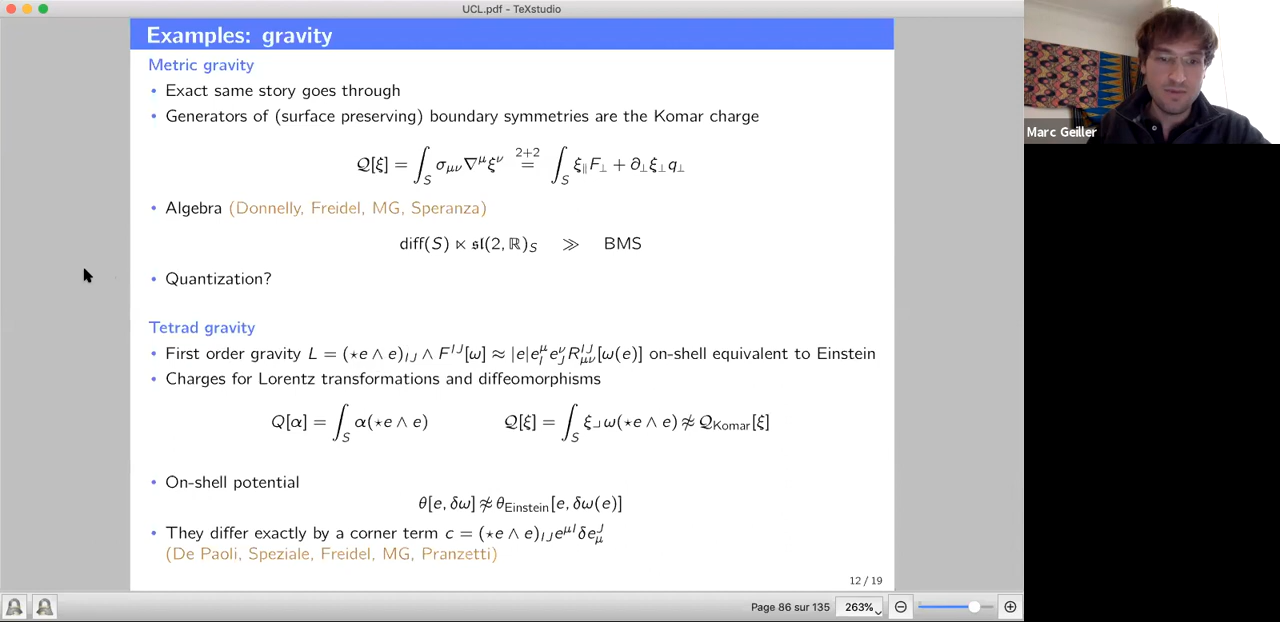 UCL.pdf - TeXstudio
Examples: gravity
Metric gravity
• Exact same story goes through
• Generators of (surface preserving) boundary symmetries are the Komar charge
𝒬[ξ] = ∫_S σ_μν ∇^μ ξ^ν =^{2+2} ∫_S ξ_∥ F_⊥ + ∂_⊥ ξ_⊥ q_⊥
• Algebra (Donnelly, Freidel, MG, Speranza)
diff(S) ⋉ 𝔰𝔩(2, ℝ)_S ≫ BMS
• Quantization?
Tetrad gravity
• First order gravity L = (⋆e ∧ e)_IJ ∧ F^IJ[ω] ≈ |e|e^μ_I e^ν_J R^IJ_μν[ω(e)] on-shell equivalent to Einstein
• Charges for Lorentz transformations and diffeomorphisms
Q[α] = ∫_S α(⋆e ∧ e) 𝒬[ξ] = ∫_S ξ⌟ω(⋆e ∧ e) ≉ 𝒬_Komar[ξ]
• On-shell potential
θ[e, δω] ≉ θ_Einstein[e, δω(e)]
• They differ exactly by a corner term c = (⋆e ∧ e)_IJ e^μI δe^J_μ
(De Paoli, Speziale, Freidel, MG, Pranzetti)
12 / 19
Page 86 sur 135 263%
Marc Geiller